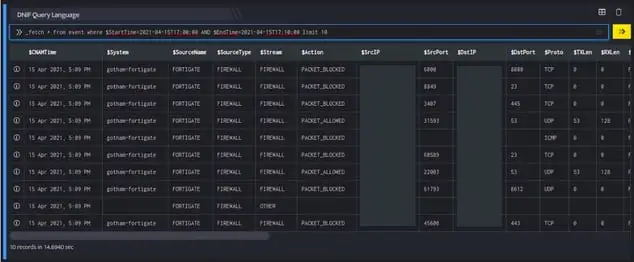 DNIF Query Language
_fetch * from event where $StartTime=2021-04-15T17:00:00 AND $EndTime=2021-04-15T17:10:00 limit 10
$CNAMTime $System $SourceName $SourceType $Stream $Action $SrcIP $SrcPort $DstIP $DstPort $Proto $TXLen $RXLen
15 Apr 2021, 5:09 PM gotham-fortigate FORTIGATE FIREWALL FIREWALL PACKET_BLOCKED 6000 8080 TCP 0 0
15 Apr 2021, 5:09 PM gotham-fortigate FORTIGATE FIREWALL FIREWALL PACKET_BLOCKED 8849 23 TCP 0 0
15 Apr 2021, 5:09 PM gotham-fortigate FORTIGATE FIREWALL FIREWALL PACKET_BLOCKED 3407 445 TCP 0 0
15 Apr 2021, 5:09 PM gotham-fortigate FORTIGATE FIREWALL FIREWALL PACKET_ALLOWED 31593 53 UDP 53 128
15 Apr 2021, 5:09 PM gotham-fortigate FORTIGATE FIREWALL FIREWALL PACKET_BLOCKED ICMP 0 0
15 Apr 2021, 5:09 PM gotham-fortigate FORTIGATE FIREWALL FIREWALL PACKET_BLOCKED 60589 23 TCP 0 0
15 Apr 2021, 5:09 PM gotham-fortigate FORTIGATE FIREWALL FIREWALL PACKET_ALLOWED 22003 53 UDP 53 128
15 Apr 2021, 5:09 PM gotham-fortigate FORTIGATE FIREWALL FIREWALL PACKET_BLOCKED 61793 8612 UDP 0 0
15 Apr 2021, 5:09 PM FORTIGATE FIREWALL OTHER
15 Apr 2021, 5:09 PM gotham-fortigate FORTIGATE FIREWALL FIREWALL PACKET_BLOCKED 45600 443 TCP 0 0
10 records in 14.6940 sec